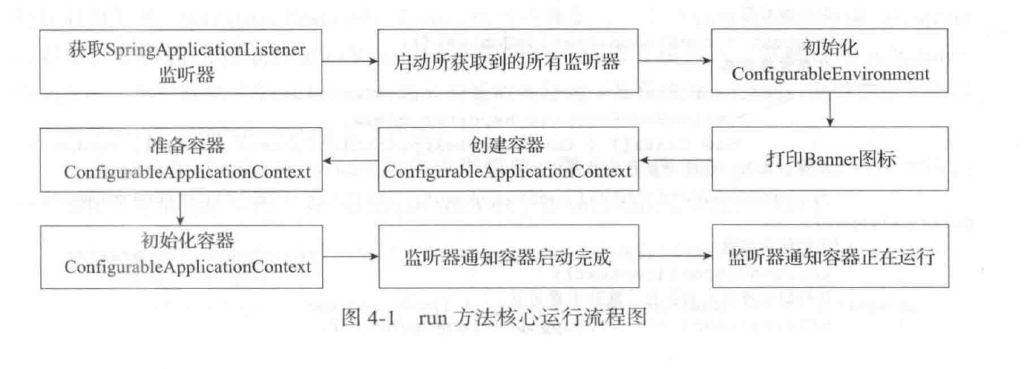 获取SpringApplicationListener
监听器
启动所获取到的所有监听器
初始化
ConfigurableEnvironment
打印Banner图标
创建容器
ConfigurableApplicationContext
准备容器
ConfigurableApplicationContext
初始化容器
ConfigurableApplicationContext
监听器通知容器启动完成
监听器通知容器正在运行
图 4-1 run 方法核心运行流程图